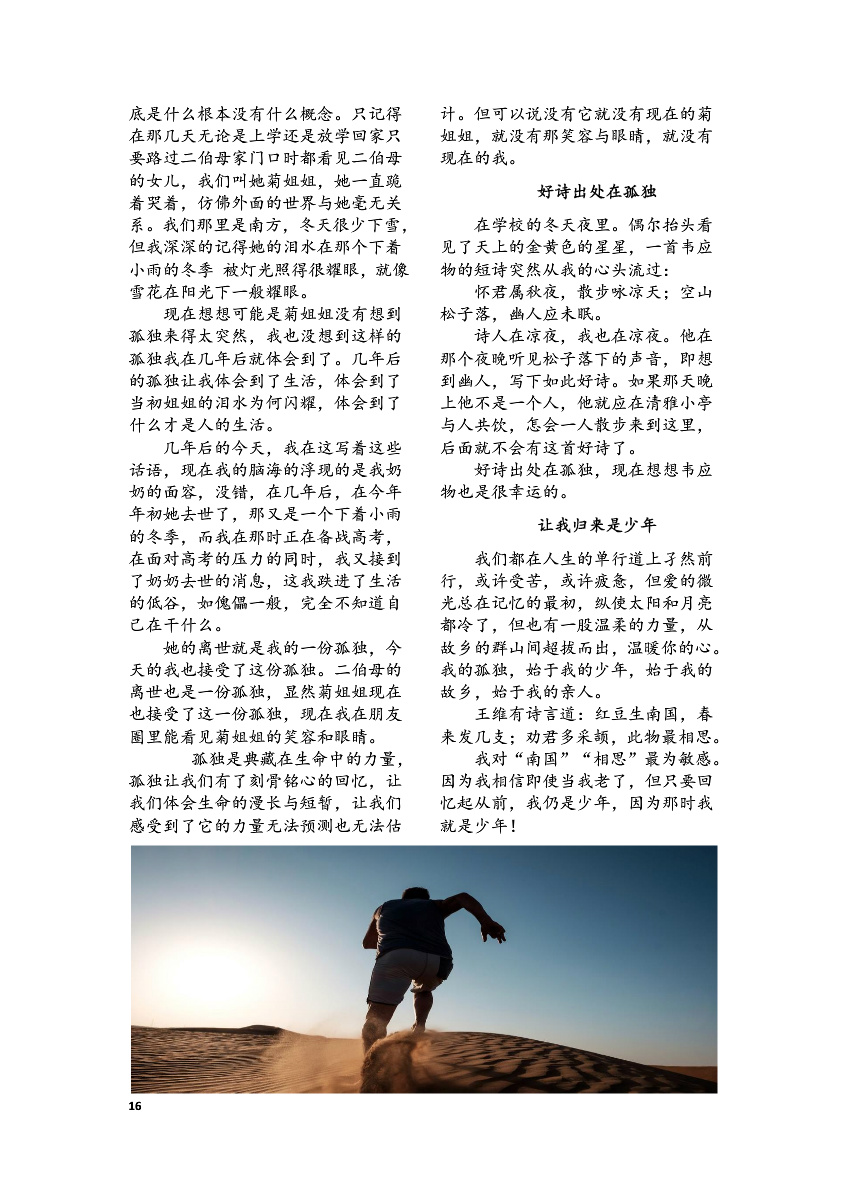 底是什么根本没有什么概念。只记得
在那几天无论是上学还是放学回家只
要路过二伯母家门口时都看见二伯母
的女儿，我们叫她菊姐姐，她一直跪
着哭着，仿佛外面的世界与她毫无关
系。我们那里是南方，冬天很少下雪，
但我深深的记得她的泪水在那个下着
小雨的冬季 被灯光照得很耀眼，就像
雪花在阳光下一般耀眼。
现在想想可能是菊姐姐没有想到
孤独来得太突然，我也没想到这样的
孤独我在几年后就体会到了。几年后
的孤独让我体会到了生活，体会到了
当初姐姐的泪水为何闪耀，体会到了
什么才是人的生活。
几年后的今天，我在这写着这些
话语，现在我的脑海的浮现的是我奶
奶的面容，没错，在几年后，在今年
年初她去世了，那又是一个下着小雨
的冬季，而我在那时正在备战高考，
在面对高考的压力的同时，我又接到
了奶奶去世的消息，这我跌进了生活
的低谷，如傀儡一般，完全不知道自
己在干什么。
她的离世就是我的一份孤独，今
天的我也接受了这份孤独。二伯母的
离世也是一份孤独，显然菊姐姐现在
也接受了这一份孤独，现在我在朋友
圈里能看见菊姐姐的笑容和眼睛。
孤独是典藏在生命中的力量，
孤独让我们有了刻骨铭心的回忆，让
我们体会生命的漫长与短暂，让我们
感受到了它的力量无法预测也无法估
计。但可以说没有它就没有现在的菊
姐姐，就没有那笑容与眼睛，就没有
现在的我。
好诗出处在孤独
在学校的冬天夜里。偶尔抬头看
见了天上的金黄色的星星，一首韦应
物的短诗突然从我的心头流过：
怀君属秋夜，散步咏凉天；空山
松子落，幽人应未眠。
诗人在凉夜，我也在凉夜。他在
那个夜晚听见松子落下的声音，即想
到幽人，写下如此好诗。如果那天晚
上他不是一个人，他就应在清雅小亭
与人共饮，怎会一人散步来到这里，
后面就不会有这首好诗了。
好诗出处在孤独，现在想想韦应
物也是很幸运的。
让我归来是少年
我们都在人生的单行道上孑然前
行，或许受苦，或许疲惫，但爱的微
光总在记忆的最初，纵使太阳和月亮
都冷了，但也有一股温柔的力量，从
故乡的群山间超拔而出，温暖你的心。
我的孤独，始于我的少年，始于我的
故乡，始于我的亲人。
王维有诗言道：红豆生南国，春
来发几支；劝君多采颉，此物最相思。
我对“南国”“相思”最为敏感。
因为我相信即使当我老了，但只要回
忆起从前，我仍是少年，因为那时我
就是少年！
16